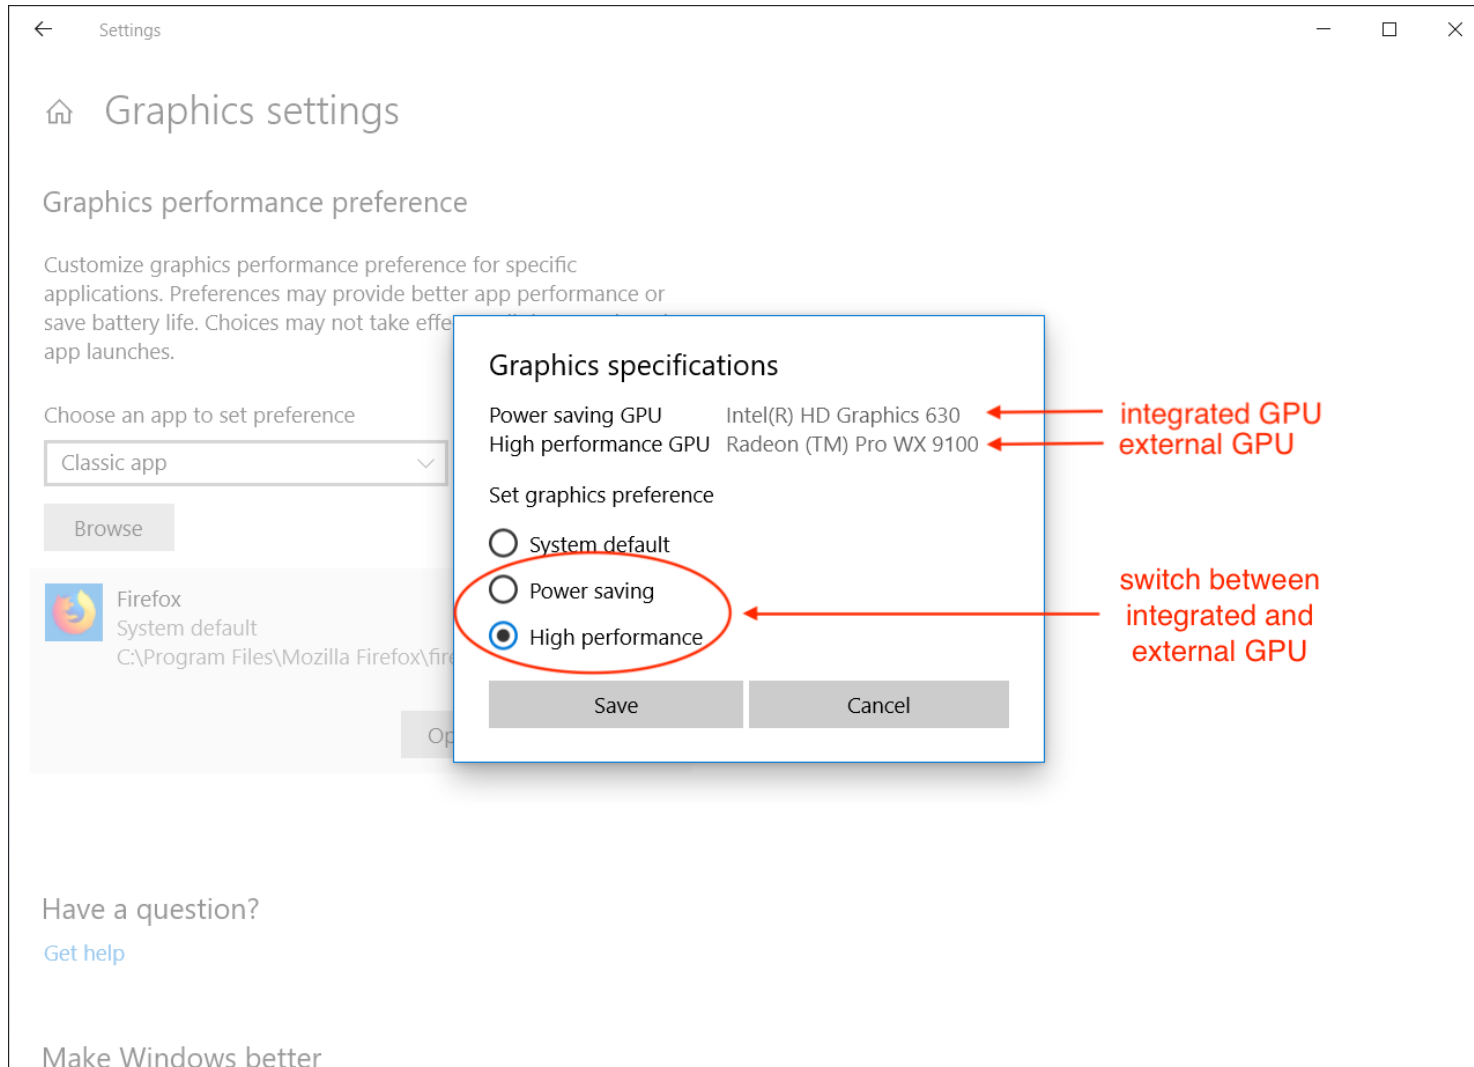 Settings
Graphics settings
Graphics performance preference
Customize graphics performance preference for specific
applications. Preferences may provide better app performance or
save battery life. Choices may not take
app launches.
Choose an app to set preference
Classic app
Browse
Firefox
System default
C:\Program Files\Mozilla Firefox\fire
Graphics specifications
Power saving GPU Intel(R) HD Graphics 630
High performance GPU Radeon (TM) Pro WX 9100
Set graphics preference
System default
Power saving
High performance
Save Cancel
integrated GPU
external GPU
switch between
integrated and
external GPU
Have a question?
Get help
Make Windows better